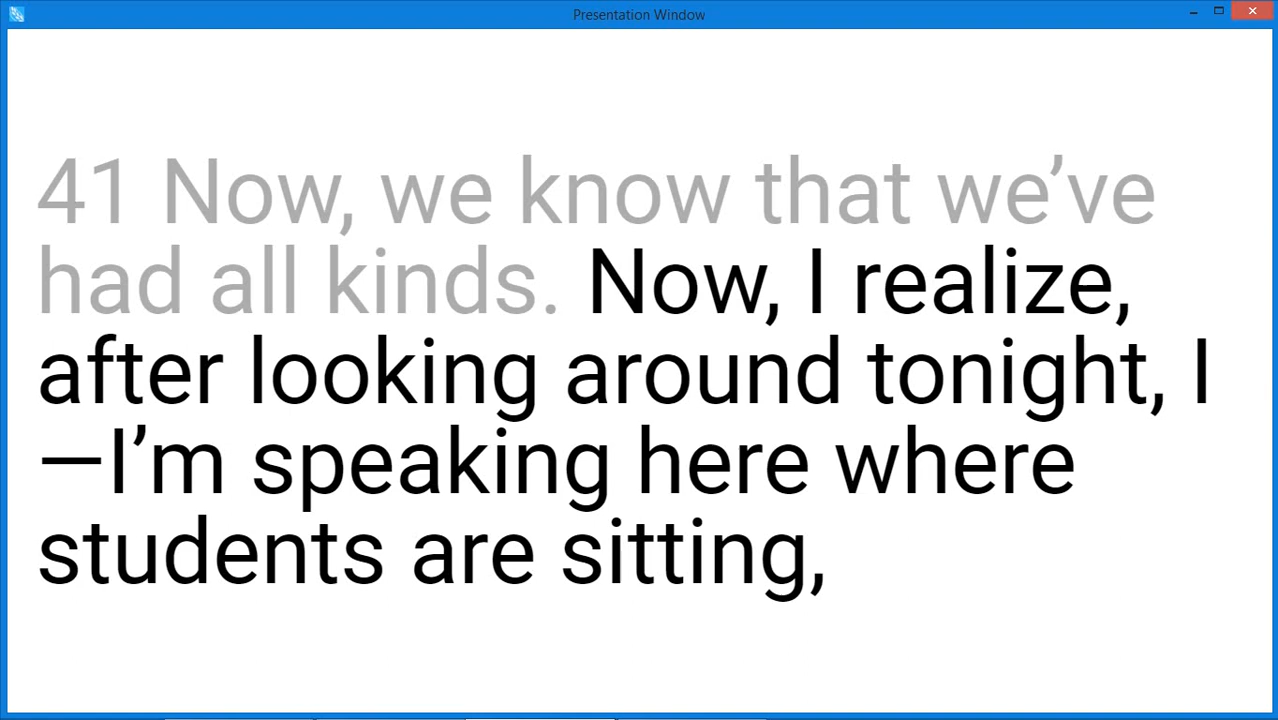 Presentation Window
41 Now, we know that we’ve
had all kinds. Now, I realize,
after looking around tonight, I
—I’m speaking here where
students are sitting,